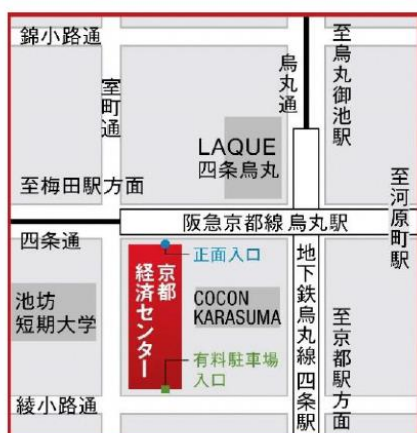 錦小路通
室町通
烏丸通
至烏丸御池駅
LAQUE
四条烏丸
至梅田駅方面
至河原町駅
阪急京都線 烏丸駅
四条通
正面入口
京都
経済センター
池坊
短期大学
COCON
KARASUMA
地下鉄烏丸線 四条駅
至京都駅方面
有料駐車場
入口
綾小路通